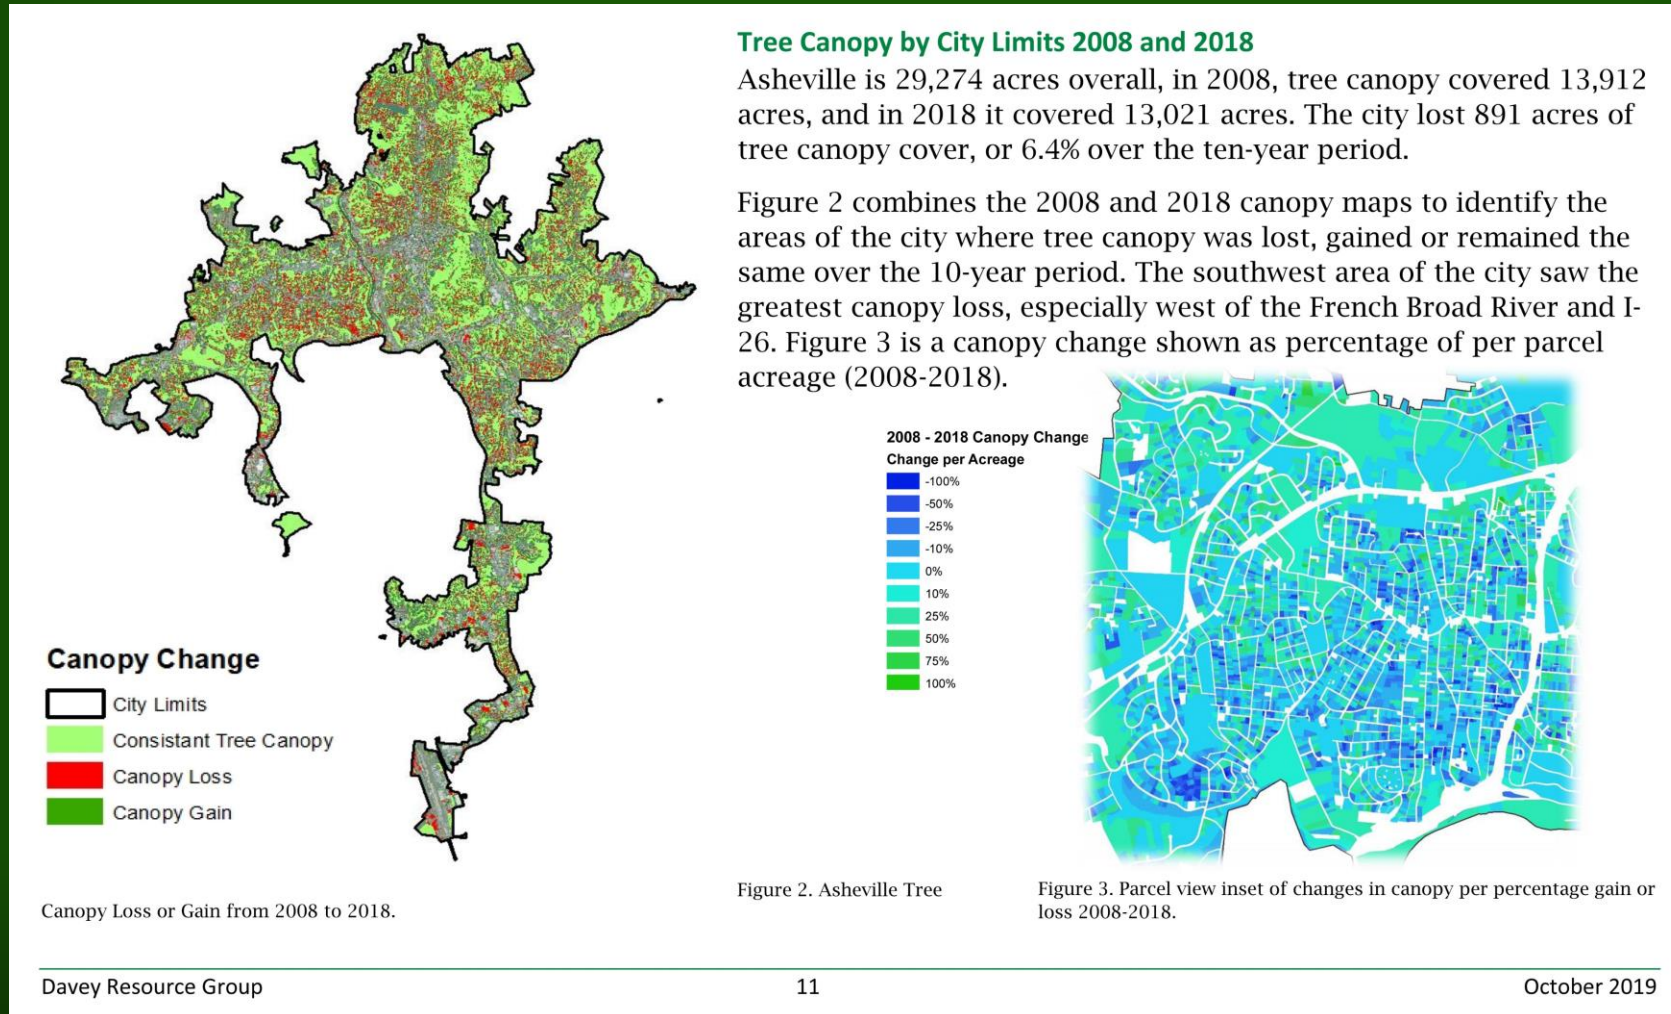 Tree Canopy by City Limits 2008 and 2018
Asheville is 29,274 acres overall, in 2008, tree canopy covered 13,912
acres, and in 2018 it covered 13,021 acres. The city lost 891 acres of
tree canopy cover, or 6.4% over the ten-year period.
Figure 2 combines the 2008 and 2018 canopy maps to identify the
areas of the city where tree canopy was lost, gained or remained the
same over the 10-year period. The southwest area of the city saw the
greatest canopy loss, especially west of the French Broad River and I-
26. Figure 3 is a canopy change shown as percentage of per parcel
acreage (2008-2018).
2008 - 2018 Canopy Change
Change per Acreage
-100%
-50%
-25%
-10%
0%
10%
25%
50%
75%
100%
Canopy Change
City Limits
Consistant Tree Canopy
Canopy Loss
Canopy Gain
Canopy Loss or Gain from 2008 to 2018.
Figure 2. Asheville Tree
Figure 3. Parcel view inset of changes in canopy per percentage gain or
loss 2008-2018.
Davey Resource Group
11
October 2019